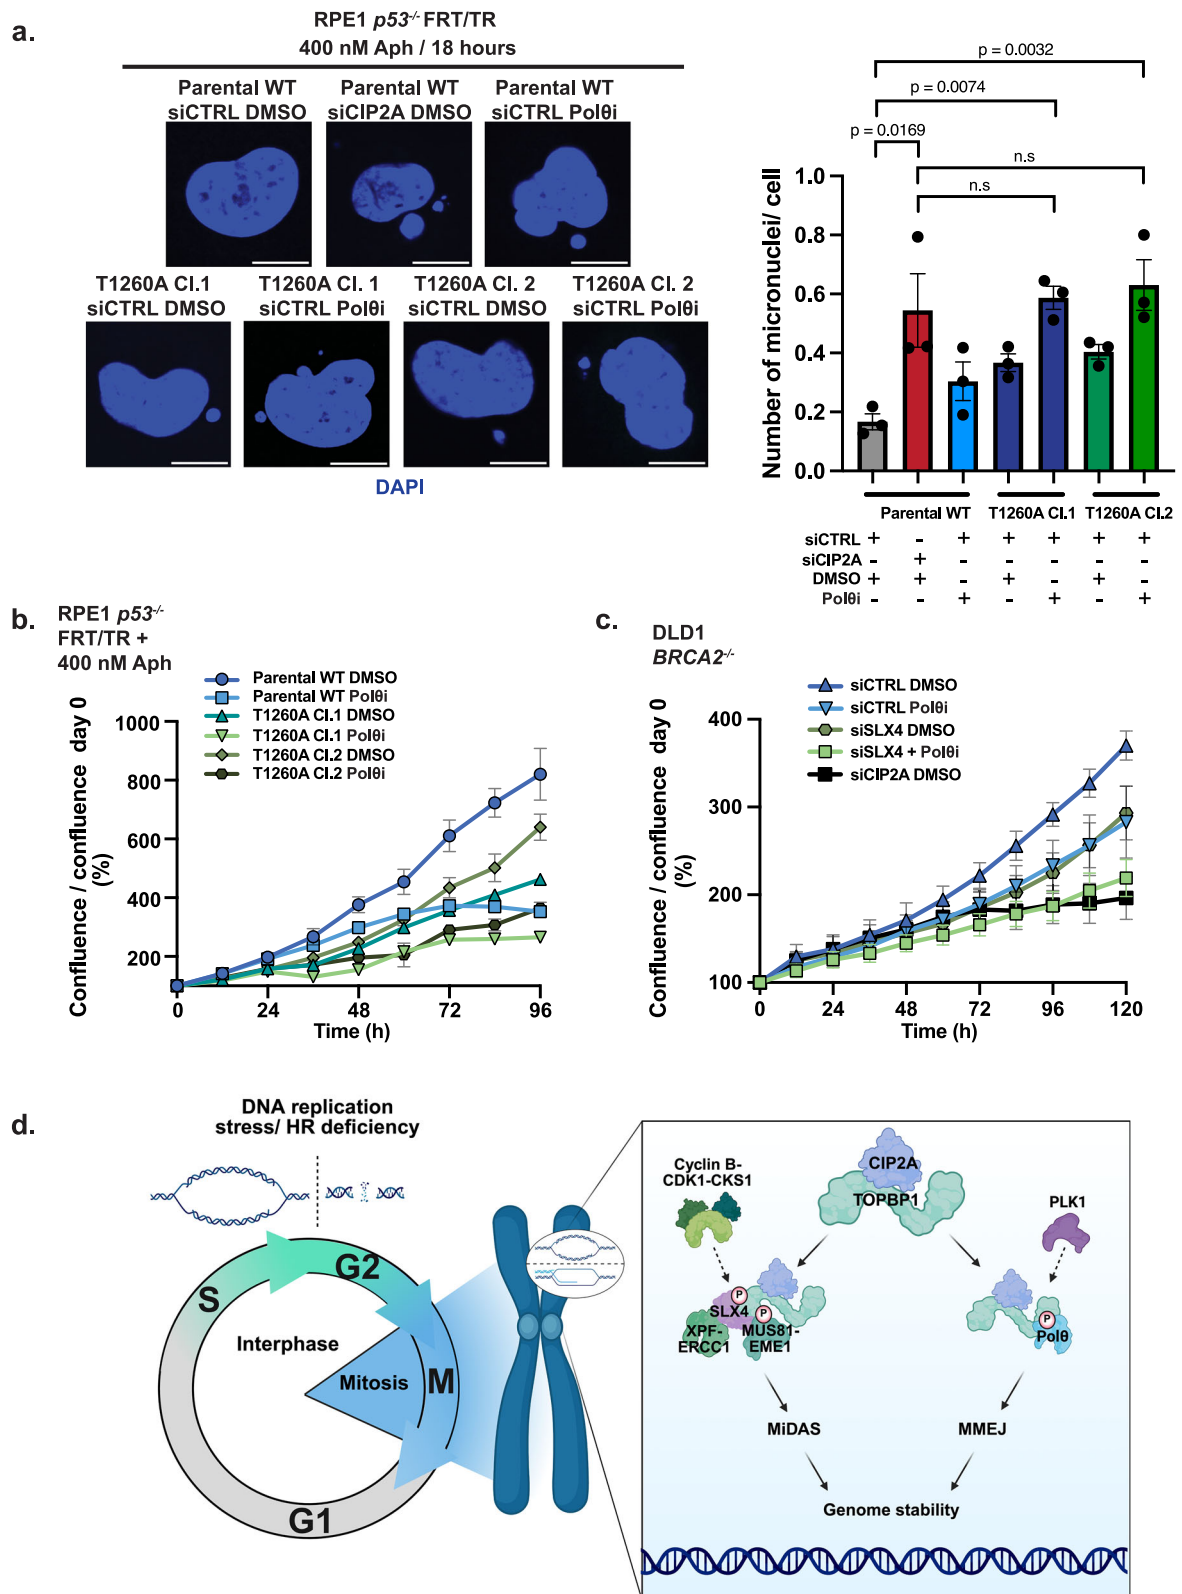 a.
RPE1 p53-/- FRT/TR
400 nM Aph / 18 hours
Parental WT
siCTRL DMSO
Parental WT
siCIP2A DMSO
Parental WT
siCTRL Polθi
T1260A Cl.1
siCTRL DMSO
T1260A Cl. 1
siCTRL Polθi
T1260A Cl. 2
siCTRL DMSO
T1260A Cl. 2
siCTRL Polθi
DAPI
p = 0.0032
p = 0.0074
p = 0.0169
n.s
n.s
Number of micronuclei/ cell
1.0
0.8
0.6
0.4
0.2
0.0
Parental WT
T1260A Cl.1
T1260A Cl.2
siCTRL + - + + + + +
siCIP2A - + - - - - -
DMSO + + - + - + -
Polθi - - + - + - +
b.
RPE1 p53-/-
FRT/TR +
400 nM Aph
Parental WT DMSO
Parental WT Polθi
T1260A Cl.1 DMSO
T1260A Cl.1 Polθi
T1260A Cl.2 DMSO
T1260A Cl.2 Polθi
Confluence / confluence day 0
(%)
1000
800
600
400
200
0 24 48 72 96
Time (h)
c.
DLD1
BRCA2-/-
siCTRL DMSO
siCTRL Polθi
siSLX4 DMSO
siSLX4 + Polθi
siCIP2A DMSO
Confluence / confluence day 0
(%)
400
300
200
100
0 24 48 72 96 120
Time (h)
d.
DNA replication
stress/ HR deficiency
S
G2
M
G1
Interphase
Mitosis
Cyclin B-
CDK1-CKS1
CIP2A
TOPBP1
PLK1
P
SLX4
P
XPF-
ERCC1
MUS81-
EME1
P
Polθ
MiDAS
MMEJ
Genome stability